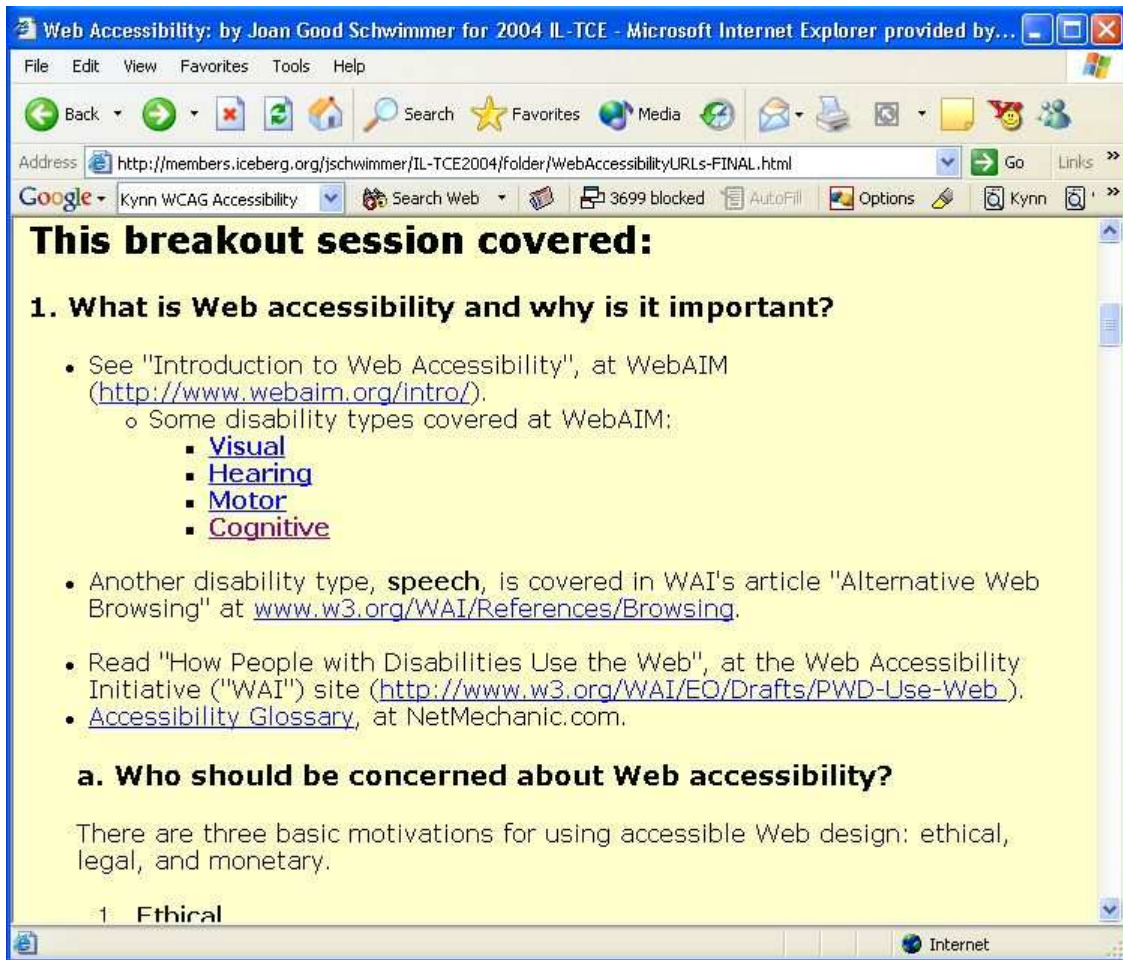 Web Accessibility: by Joan Good Schwimmer for 2004 IL-TCE - Microsoft Internet Explorer provided by...
File Edit View Favorites Tools Help
Back Search Favorites Media
Address http://members.iceberg.org/jschwimmer/IL-TCE2004/folder/WebAccessibilityURLs-FINAL.html Go Links »
Google Kynn WCAG Accessibility Search Web 3699 blocked AutoFill Options Kynn »
This breakout session covered:
1. What is Web accessibility and why is it important?
• See "Introduction to Web Accessibility", at WebAIM
(http://www.webaim.org/intro/).
o Some disability types covered at WebAIM:
▪ Visual
▪ Hearing
▪ Motor
▪ Cognitive
• Another disability type, speech, is covered in WAI's article "Alternative Web
Browsing" at www.w3.org/WAI/References/Browsing.
• Read "How People with Disabilities Use the Web", at the Web Accessibility
Initiative ("WAI") site (http://www.w3.org/WAI/EO/Drafts/PWD-Use-Web ).
• Accessibility Glossary, at NetMechanic.com.
a. Who should be concerned about Web accessibility?
There are three basic motivations for using accessible Web design: ethical,
legal, and monetary.
1. Ethical
Internet